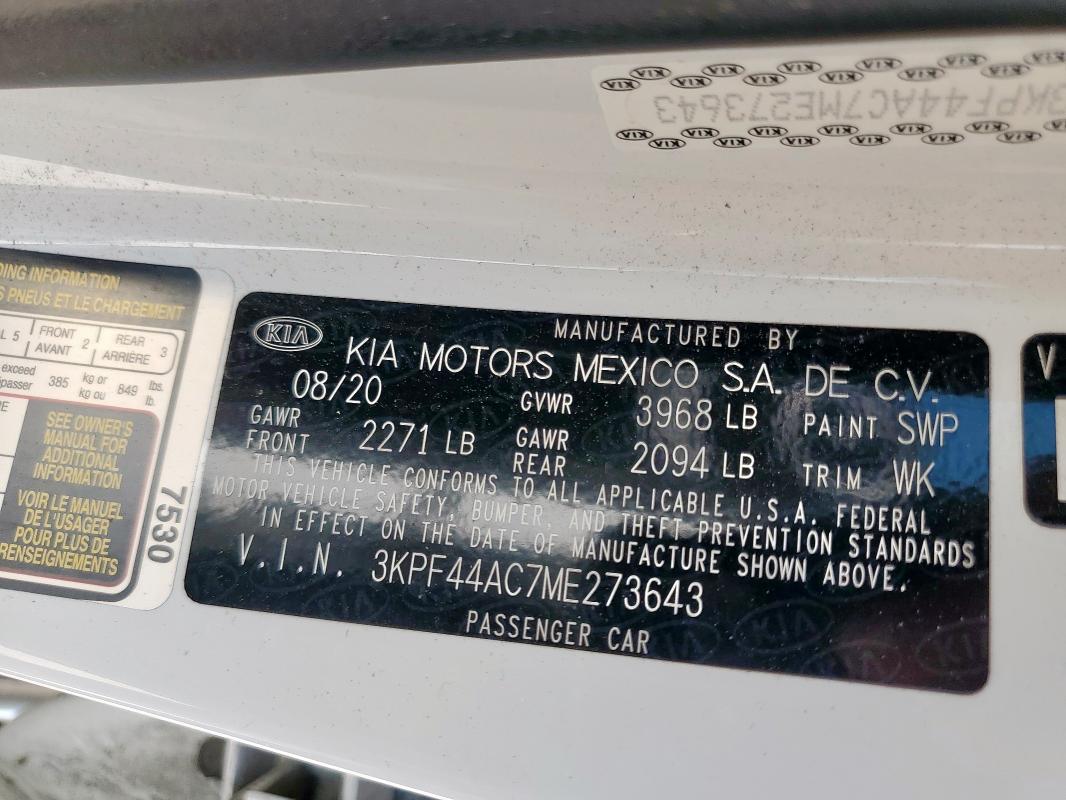 3KPF44AC7ME273643
DING INFORMATION
S PNEUS ET LE CHARGEMENT
L 5 FRONT AVANT 2 REAR ARRIÈRE 3
exceed
passer 385 kg or kg ou 849 lbs. lb.
SEE OWNER'S
MANUAL FOR
ADDITIONAL
INFORMATION
VOIR LE MANUEL
DE L'USAGER
POUR PLUS DE
RENSEIGNEMENTS
7530
KIA
MANUFACTURED BY
KIA MOTORS MEXICO S.A. DE C.V.
08/20 GVWR 3968 LB PAINT SWP
GAWR FRONT 2271 LB GAWR REAR 2094 LB TRIM WK
THIS VEHICLE CONFORMS TO ALL APPLICABLE U.S.A. FEDERAL
MOTOR VEHICLE SAFETY, BUMPER, AND THEFT PREVENTION STANDARDS
IN EFFECT ON THE DATE OF MANUFACTURE SHOWN ABOVE.
V.I.N. 3KPF44AC7ME273643
PASSENGER CAR
V